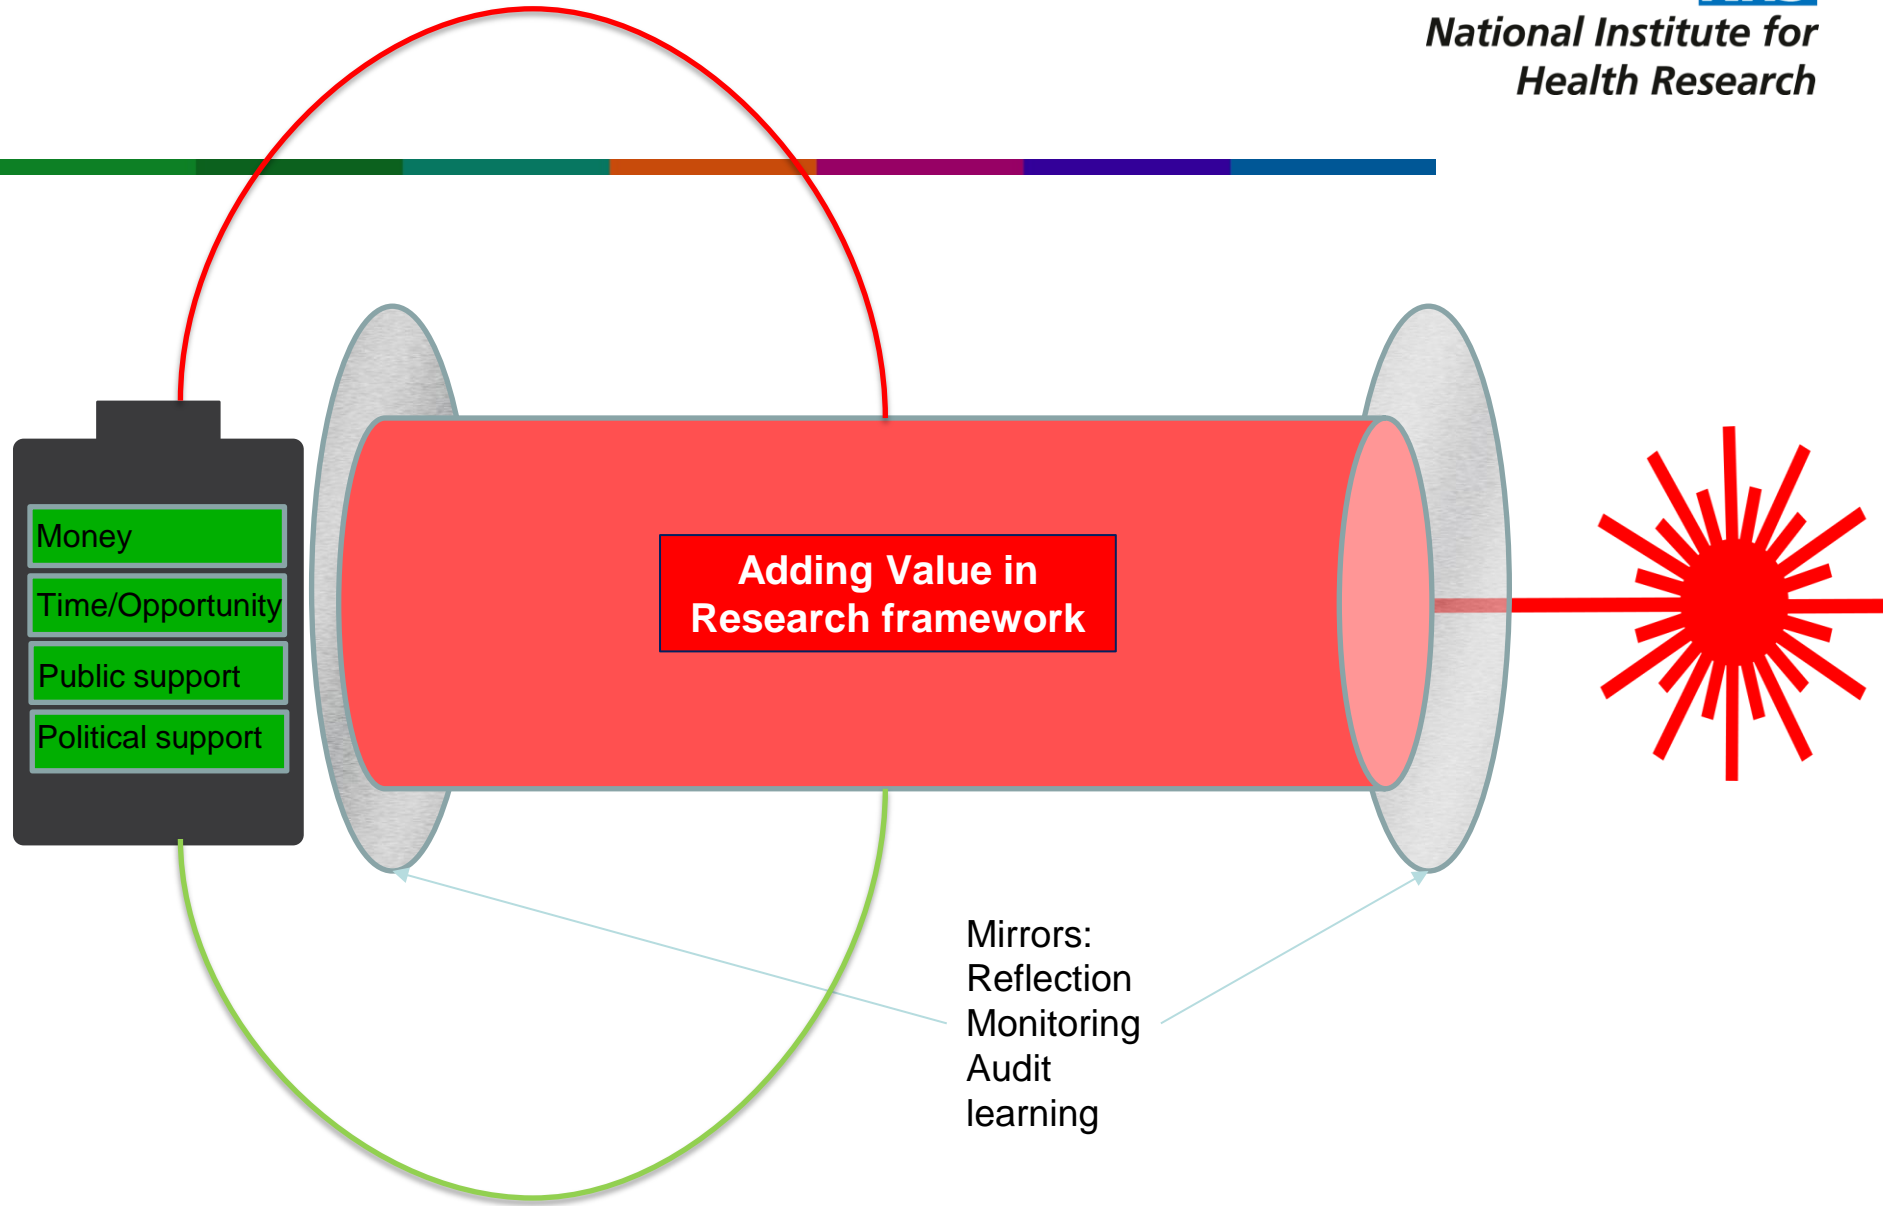 National Institute for
Health Research
Money
Time/Opportunity
Public support
Political support
Adding Value in
Research framework
Mirrors:
Reflection
Monitoring
Audit
learning